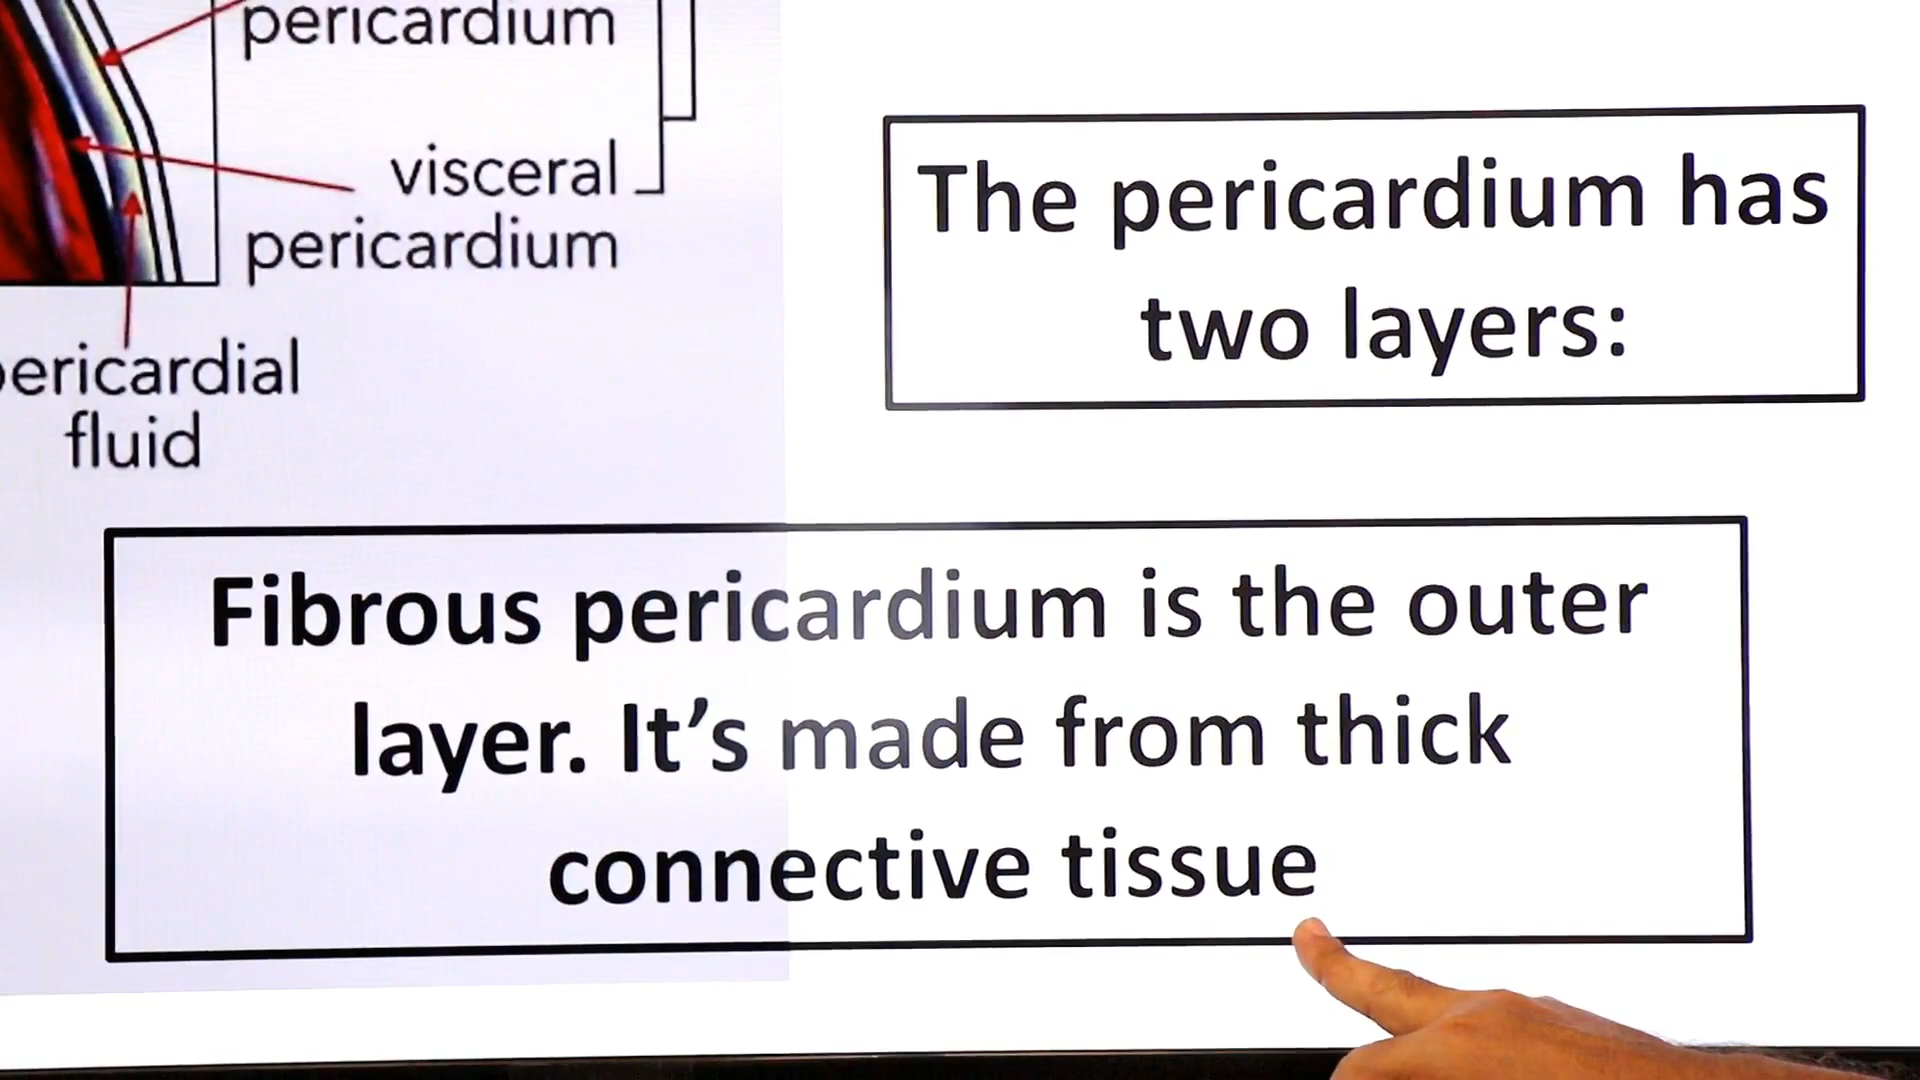 pericardium
visceral
pericardium
ericardial
fluid
The pericardium has
two layers:
Fibrous pericardium is the outer
layer. It’s made from thick
connective tissue